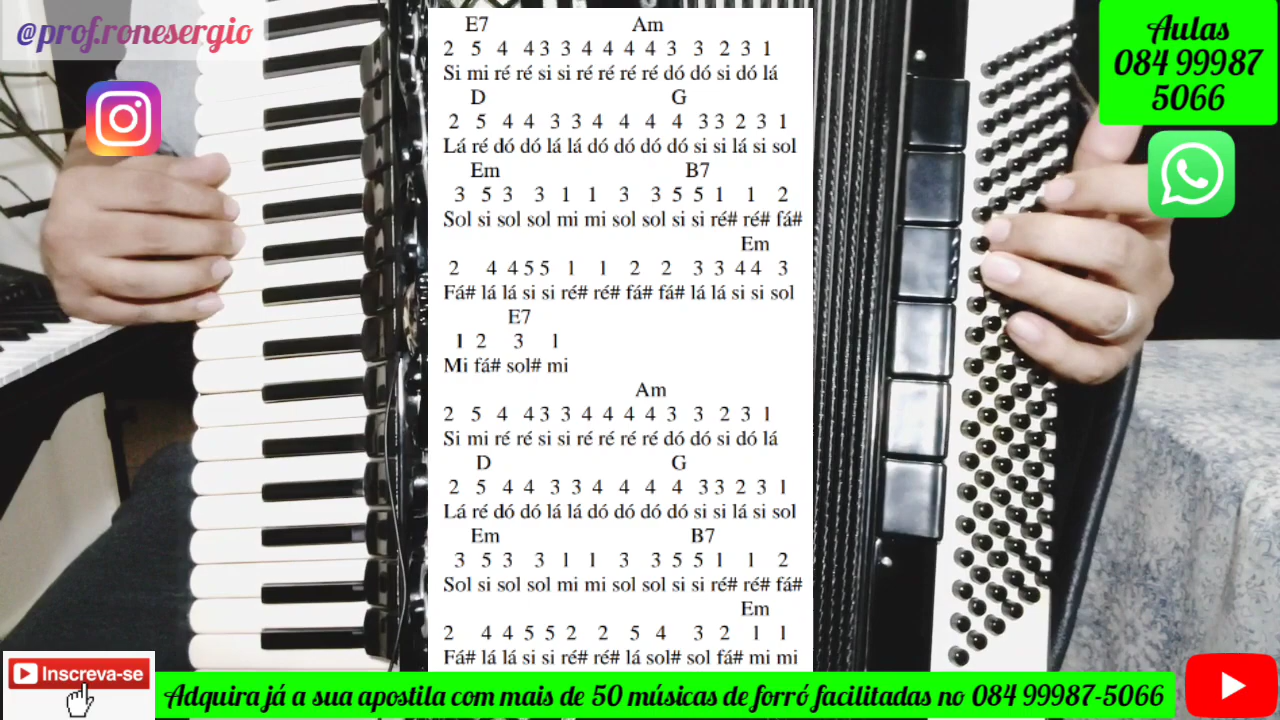 @prof.ronesergio
E7 Am
2 5 4 4 3 3 4 4 4 4 3 3 2 3 1
Si mi ré ré si si ré ré ré ré dó dó si dó lá
D G
2 5 4 4 3 3 4 4 4 4 3 3 2 3 1
Lá ré dó dó lá lá dó dó dó dó si si lá si sol
Em B7
3 5 3 3 1 1 3 3 5 5 1 1 2
Sol si sol sol mi mi sol sol si si ré# ré# fá#
Em
2 4 4 5 5 1 1 2 2 3 3 4 4 3
Fá# lá lá si si ré# ré# fá# fá# lá lá si si sol
E7
1 2 3 1
Mi fá# sol# mi
Am
2 5 4 4 3 3 4 4 4 4 3 3 2 3 1
Si mi ré ré si si ré ré ré ré dó dó si dó lá
D G
2 5 4 4 3 3 4 4 4 4 3 3 2 3 1
Lá ré dó dó lá lá dó dó dó dó si si lá si sol
Em B7
3 5 3 3 1 1 3 3 5 5 1 1 2
Sol si sol sol mi mi sol sol si si ré# ré# fá#
Em
2 4 4 5 5 2 2 5 4 3 2 1 1
Fá# lá lá si si ré# ré# lá sol# sol fá# mi mi
Aulas
084 99987
5066
Inscreva-se
Adquira já a sua apostila com mais de 50 músicas de forró facilitadas no 084 99987-5066